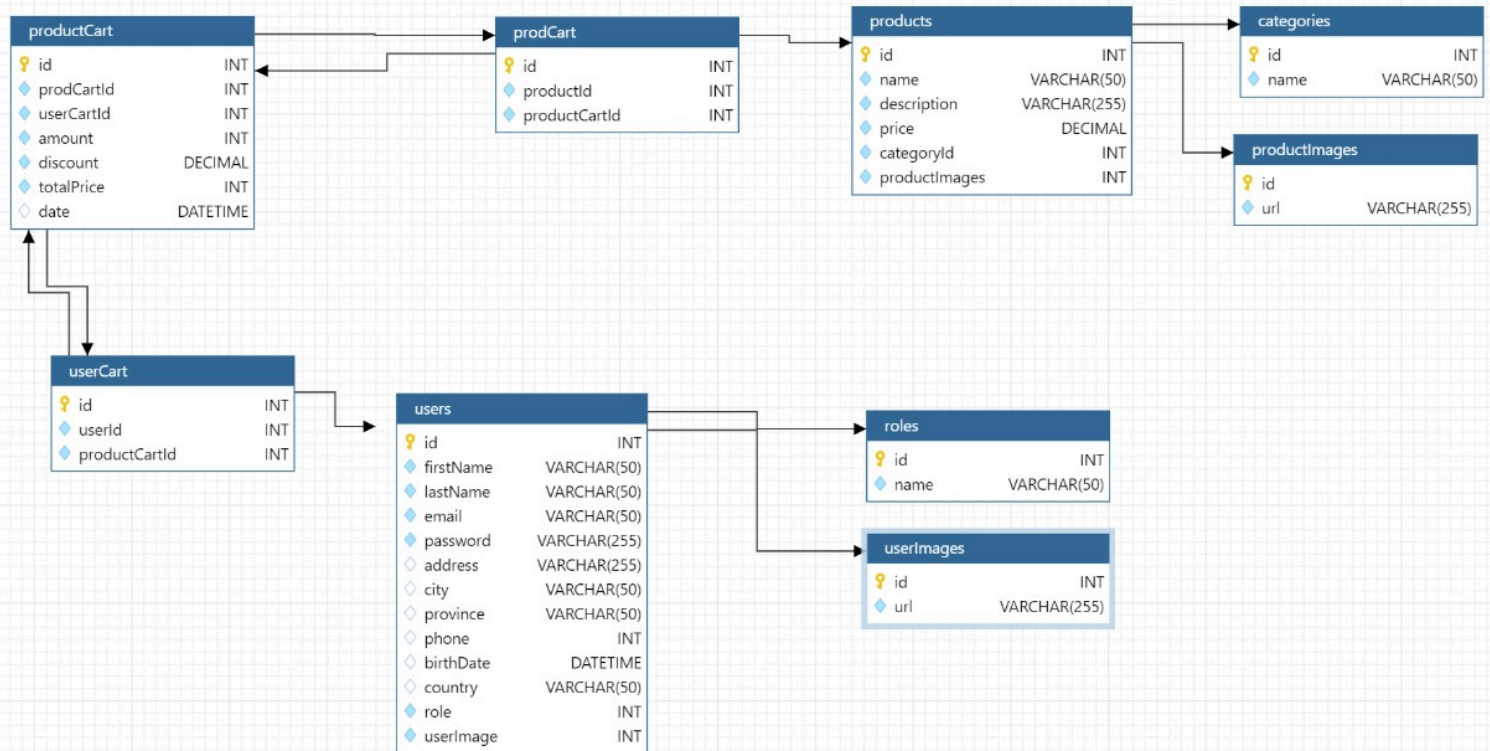 productCart
id INT
prodCartId INT
userCartId INT
amount INT
discount DECIMAL
totalPrice INT
date DATETIME
prodCart
id INT
productId INT
productCartId INT
products
id INT
name VARCHAR(50)
description VARCHAR(255)
price DECIMAL
categoryId INT
productImages INT
categories
id INT
name VARCHAR(50)
productImages
id
url VARCHAR(255)
userCart
id INT
userId INT
productCartId INT
users
id INT
firstName VARCHAR(50)
lastName VARCHAR(50)
email VARCHAR(50)
password VARCHAR(255)
address VARCHAR(255)
city VARCHAR(50)
province VARCHAR(50)
phone INT
birthDate DATETIME
country VARCHAR(50)
role INT
userImage INT
roles
id INT
name VARCHAR(50)
userImages
id INT
url VARCHAR(255)